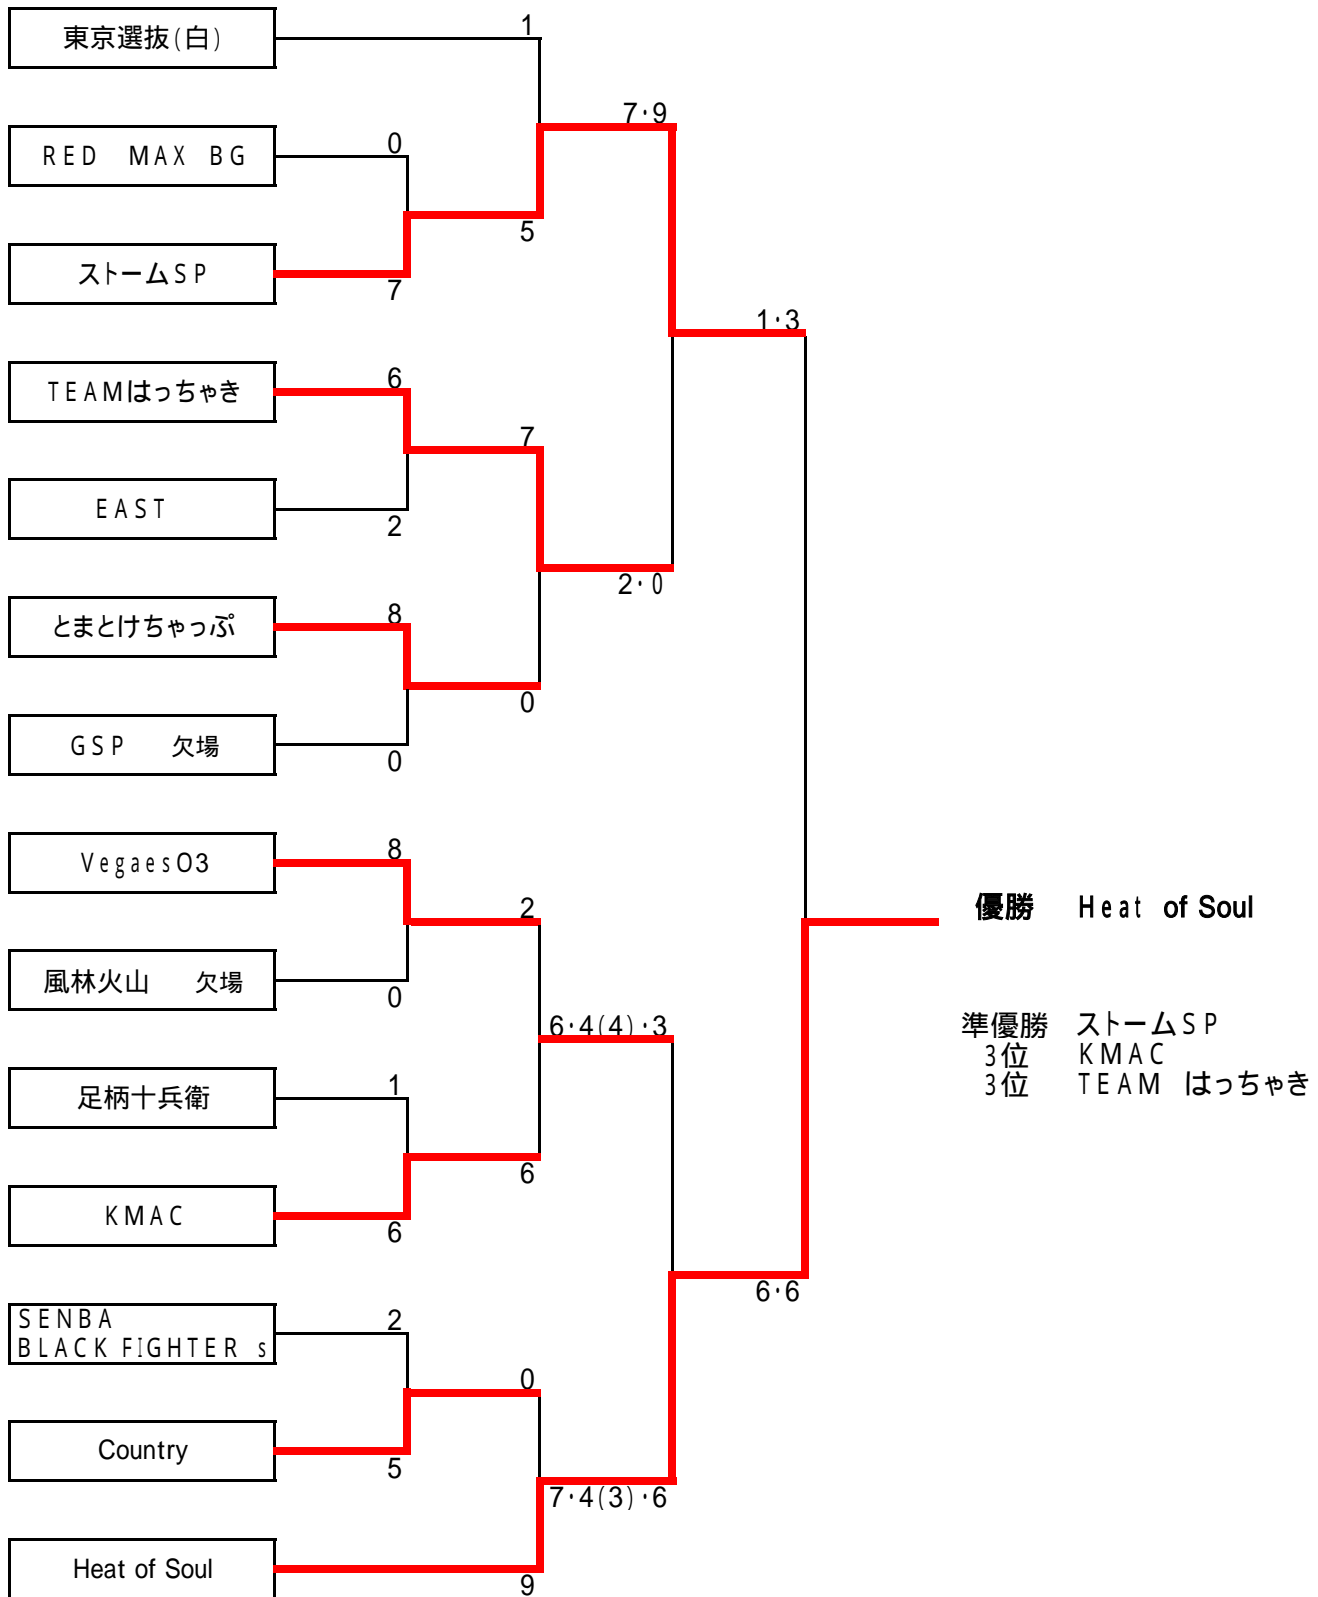 東京選抜(白)
1
7・9
RED MAX BG
0
5
ストームSP
7
1・3
TEAMはっちゃき
6
7
EAST
2
2・0
とまとけちゃっぷ
8
0
GSP 欠場
0
Vegaes03
8
2
優勝 Heat of Soul
風林火山 欠場
0
6・4(4)・3
準優勝 ストームSP
3位 KMAC
3位 TEAM はっちゃき
足柄十兵衛
1
6
KMAC
6
6・6
SENBA
BLACK FIGHTER s
2
0
Country
5
7・4(3)・6
Heat of Soul
9